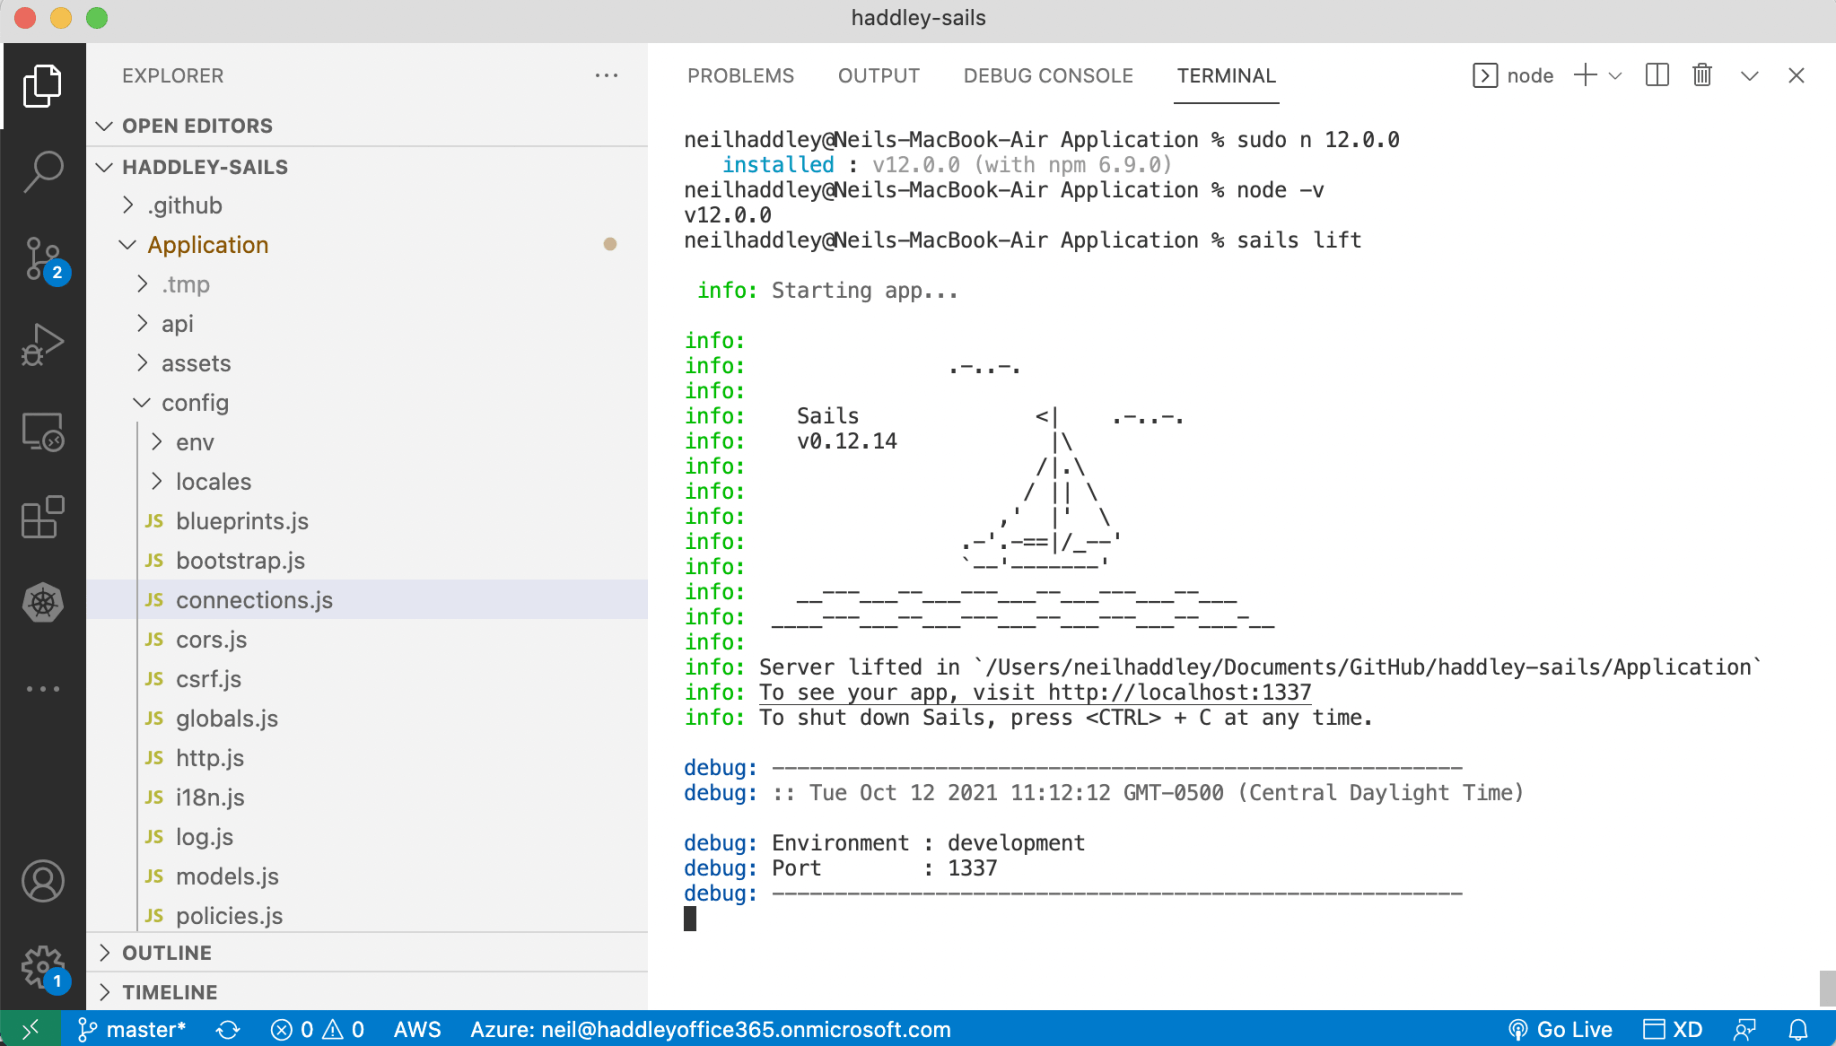 haddley-sails
EXPLORER
OPEN EDITORS
HADDLEY-SAILS
.github
Application
.tmp
api
assets
config
env
locales
JS blueprints.js
JS bootstrap.js
JS connections.js
JS cors.js
JS csrf.js
JS globals.js
JS http.js
JS i18n.js
JS log.js
JS models.js
JS policies.js
OUTLINE
TIMELINE
2
1
PROBLEMS OUTPUT DEBUG CONSOLE TERMINAL node
neilhaddley@Neils-MacBook-Air Application % sudo n 12.0.0
installed : v12.0.0 (with npm 6.9.0)
neilhaddley@Neils-MacBook-Air Application % node -v
v12.0.0
neilhaddley@Neils-MacBook-Air Application % sails lift
info: Starting app...
info:
info:                .-..-.
info:
info:    Sails              <|    .-..-.
info:    v0.12.14            |\
info:                       /|.\
info:                      / || \
info:                    ,'  |'  \
info:                 .-'.-==|/_--'
info:                 `--'-------'
info:    __---___--___---___--___---___--___
info:  ____---___--___---___--___---___--___-__
info:
info: Server lifted in `/Users/neilhaddley/Documents/GitHub/haddley-sails/Application`
info: To see your app, visit http://localhost:1337
info: To shut down Sails, press <CTRL> + C at any time.
debug: -------------------------------------------------------
debug: :: Tue Oct 12 2021 11:12:12 GMT-0500 (Central Daylight Time)
debug: Environment : development
debug: Port        : 1337
debug: -------------------------------------------------------
master* 0 0 AWS Azure: neil@haddleyoffice365.onmicrosoft.com Go Live XD